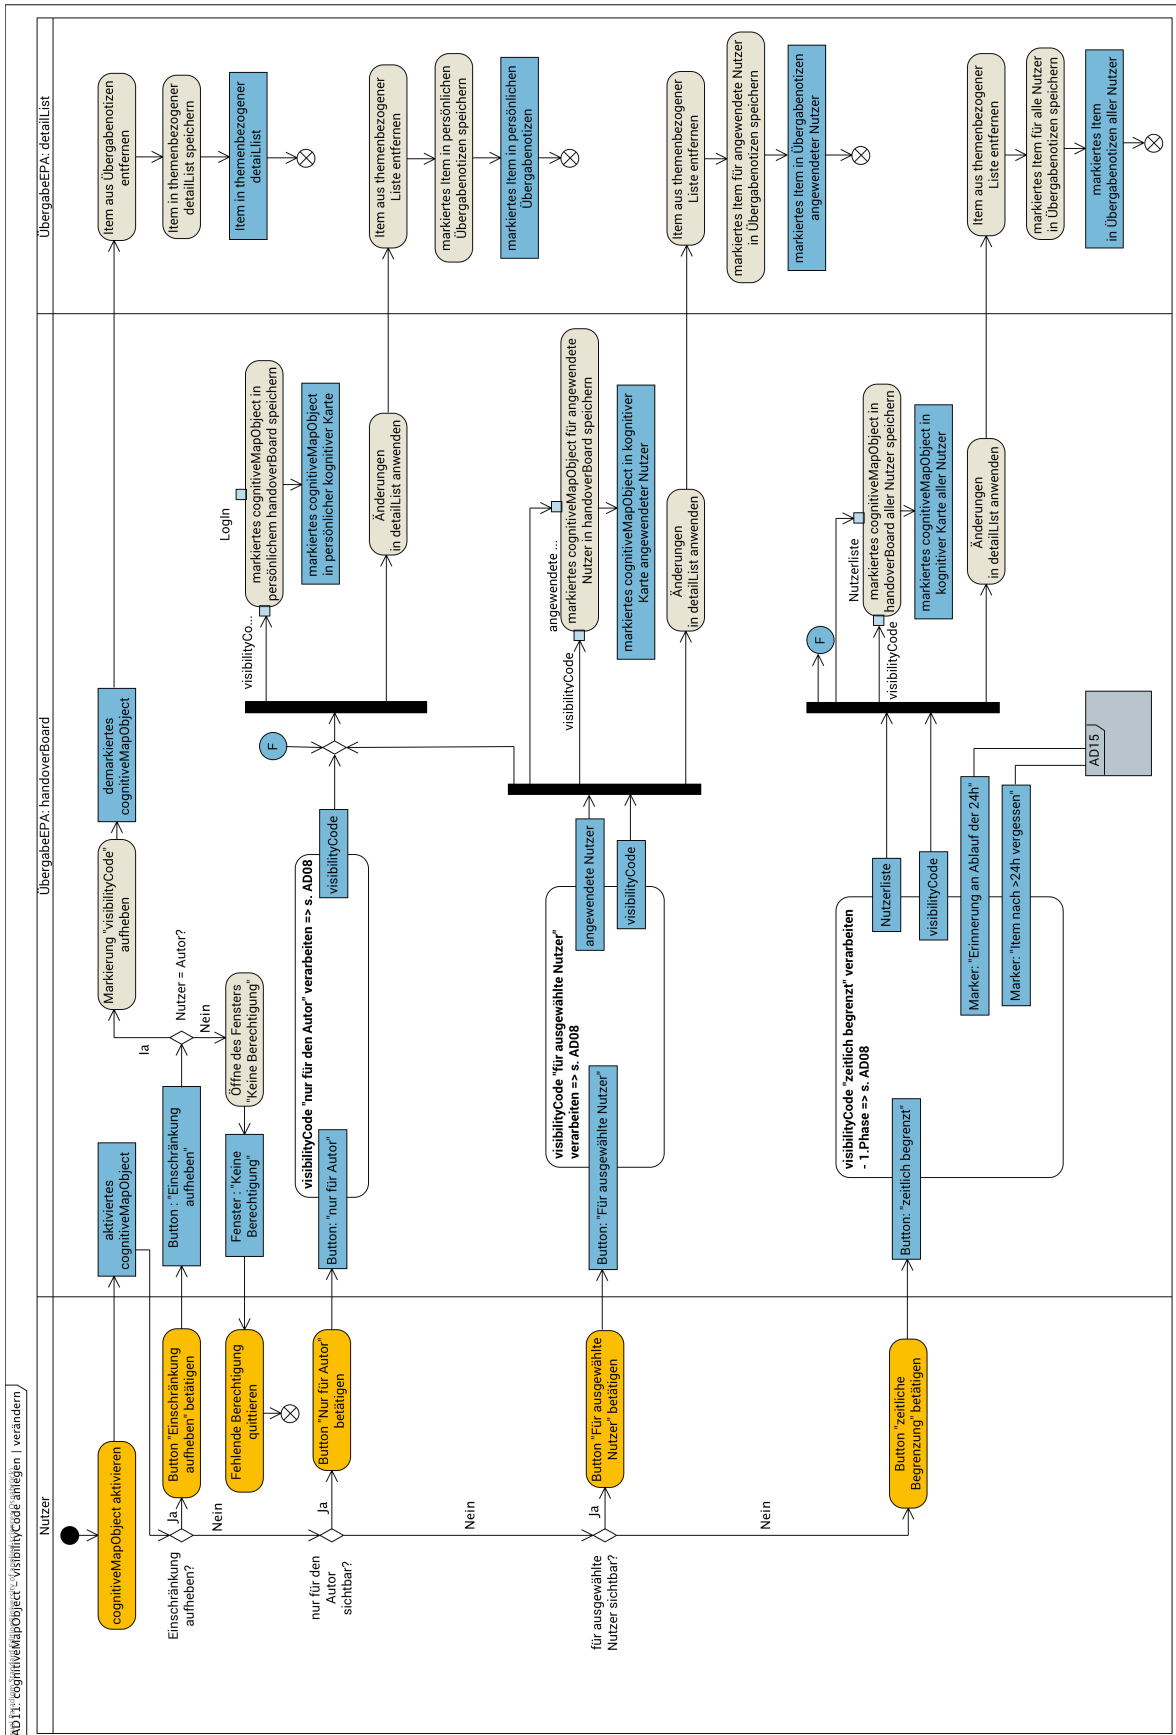 AD11: cognitiveMapObject – visibilityCode anlegen | verändern
Nutzer
ÜbergabeEPA: handoverBoard
ÜbergabeEPA: detailList
cognitiveMapObject aktivieren
aktiviertes
cognitiveMapObject
Einschränkung
aufheben?
Ja
Nein
Button "Einschränkung
aufheben" betätigen
Button : "Einschränkung
aufheben"
Nutzer = Autor?
Ja
Nein
Markierung "visibilityCode"
aufheben
demarkiertes
cognitiveMapObject
Item aus Übergabenotizen
entfernen
Item in themenbezogener
detailList speichern
Item in themenbezogener
detailList
Öffne des Fensters
"Keine Berechtigung"
Fenster : "Keine
Berechtigung"
Fehlende Berechtigung
quittieren
nur für den
Autor
sichtbar?
Ja
Nein
Button "Nur für Autor"
betätigen
Button: "nur für Autor"
visibilityCode "nur für den Autor" verarbeiten => s. AD08
visibilityCode
F
visibilityCo...
LogIn
markiertes cognitiveMapObject in
persönlichem handoverBoard speichern
markiertes cognitiveMapObject
in persönlicher kognitiver Karte
Änderungen
in detailList anwenden
Item aus themenbezogener
Liste entfernen
markiertes Item in persönlichen
Übergabenotizen speichern
markiertes Item in persönlichen
Übergabenotizen
für ausgewählte
Nutzer sichtbar?
Ja
Nein
Button "Für ausgewählte
Nutzer" betätigen
Button: "Für ausgewählte Nutzer"
visibilityCode "für ausgewählte Nutzer"
verarbeiten => s. AD08
angewendete Nutzer
visibilityCode
angewendete ...
visibilityCode
markiertes cognitiveMapObject für angewendete
Nutzer in handoverBoard speichern
markiertes cognitiveMapObject in kognitiver
Karte angewendeter Nutzer
Änderungen
in detailList anwenden
Item aus themenbezogener
Liste entfernen
markiertes Item für angewendete Nutzer
in Übergabenotizen speichern
markiertes Item in Übergabenotizen
angewendeter Nutzer
Button "zeitliche
Begrenzung" betätigen
Button: "zeitlich begrenzt"
visibilityCode "zeitlich begrenzt" verarbeiten
- 1.Phase => s. AD08
Nutzerliste
visibilityCode
Marker: "Erinnerung an Ablauf der 24h"
Marker: "Item nach >24h vergessen"
AD15
F
Nutzerliste
visibilityCode
markiertes cognitiveMapObject in
handoverBoard aller Nutzer speichern
markiertes cognitiveMapObject in
kognitiver Karte aller Nutzer
Änderungen
in detailList anwenden
Item aus themenbezogener
Liste entfernen
markiertes Item für alle Nutzer
in Übergabenotizen speichern
markiertes Item
in Übergabenotizen aller Nutzer